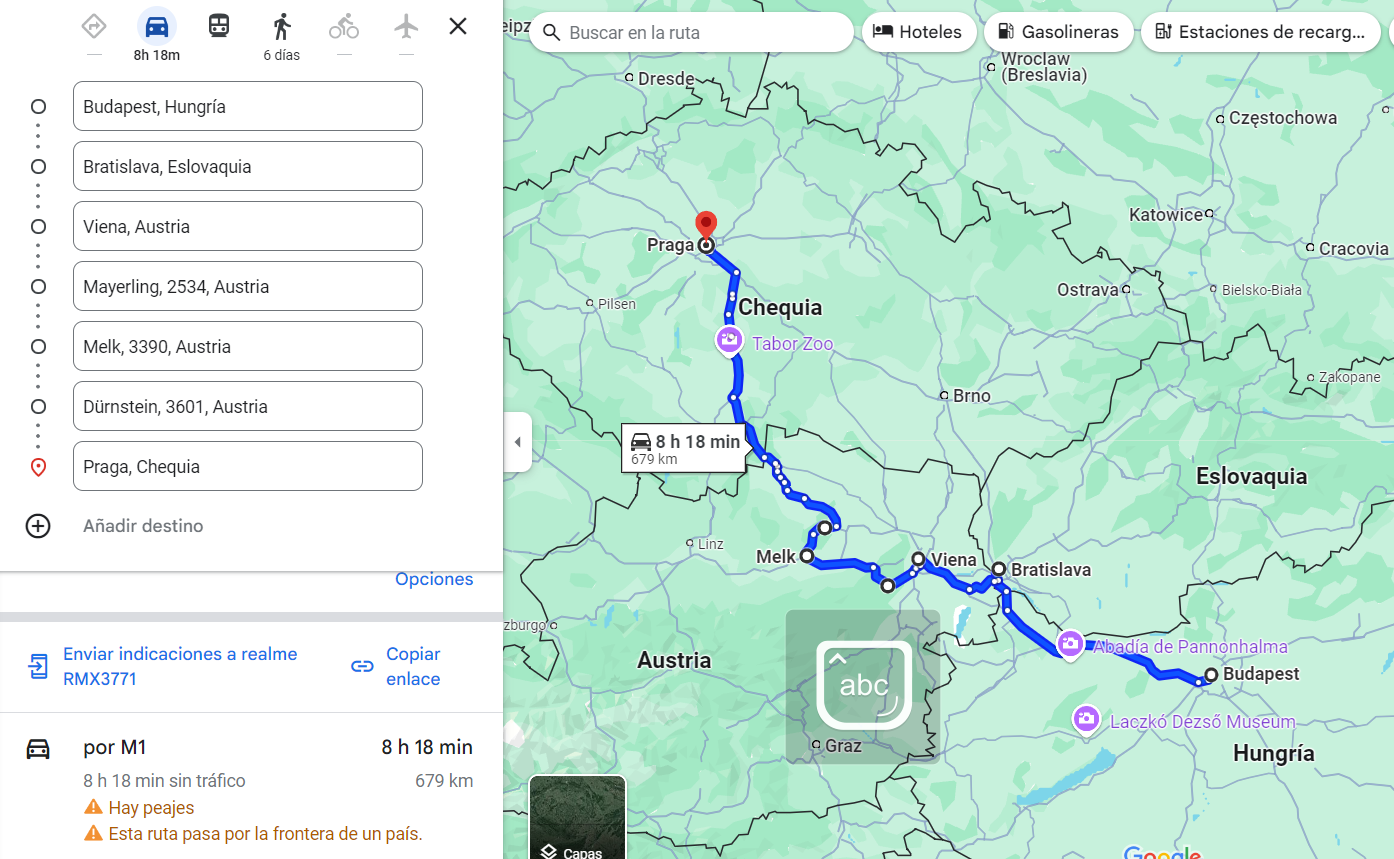 8h 18m
6 días
Budapest, Hungría
Bratislava, Eslovaquia
Viena, Austria
Mayerling, 2534, Austria
Melk, 3390, Austria
Dürnstein, 3601, Austria
Praga, Chequia
Añadir destino
Opciones
Enviar indicaciones a realme
RMX3771
Copiar
enlace
por M1
8 h 18 min
8 h 18 min sin tráfico
679 km
Hay peajes
Esta ruta pasa por la frontera de un país.
eipz
Buscar en la ruta
Hoteles
Gasolineras
Estaciones de recarg...
Dresde
Wroclaw
(Breslavia)
Częstochowa
Katowice
Praga
Cracovia
Ostrava
Bielsko-Biała
Pilsen
Chequia
Tabor Zoo
Zakopane
Brno
8 h 18 min
679 km
Eslovaquia
Linz
Melk
Viena
Bratislava
zburgo
Abadía de Pannonhalma
Austria
Budapest
abc
Laczkó Dezső Museum
Graz
Hungría
Capas
Google